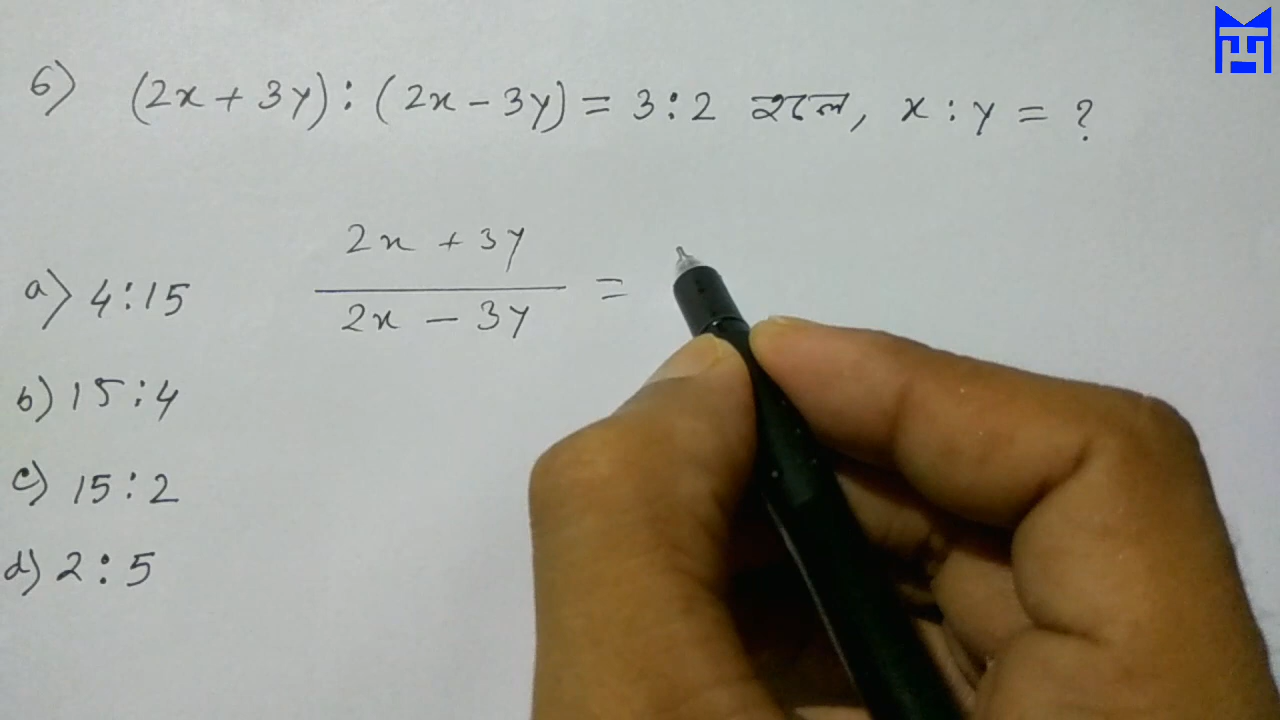 6) (2x + 3y) : (2x - 3y) = 3 : 2 হলে, x : y = ?
2x + 3y
=
2x - 3y
a) 4:15
b) 15:4
c) 15:2
d) 2:5